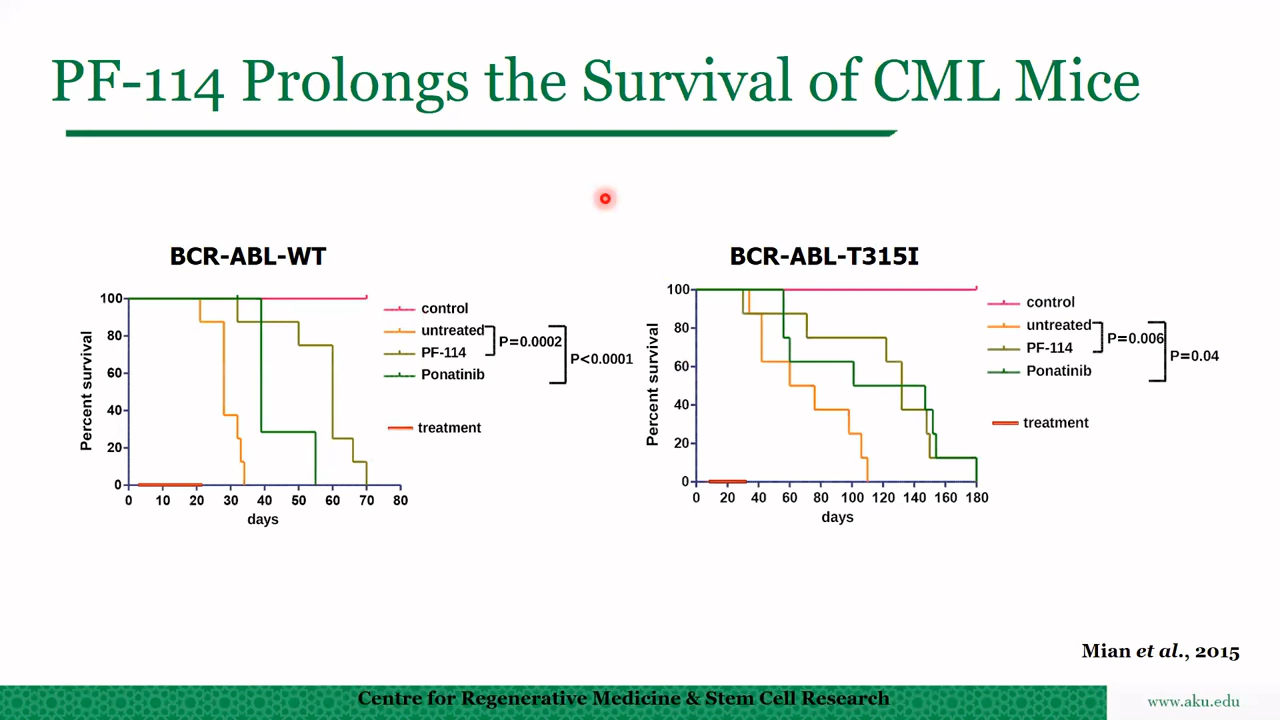 PF-114 Prolongs the Survival of CML Mice
BCR-ABL-WT
Percent survival
100
80
60
40
20
0
0 10 20 30 40 50 60 70 80
days
control
untreated
PF-114
Ponatinib
treatment
P=0.0002
P<0.0001
BCR-ABL-T315I
Percent survival
100
80
60
40
20
0
0 20 40 60 80 100 120 140 160 180
days
control
untreated
PF-114
Ponatinib
treatment
P=0.006
P=0.04
Mian et al., 2015
Centre for Regenerative Medicine & Stem Cell Research
www.aku.edu